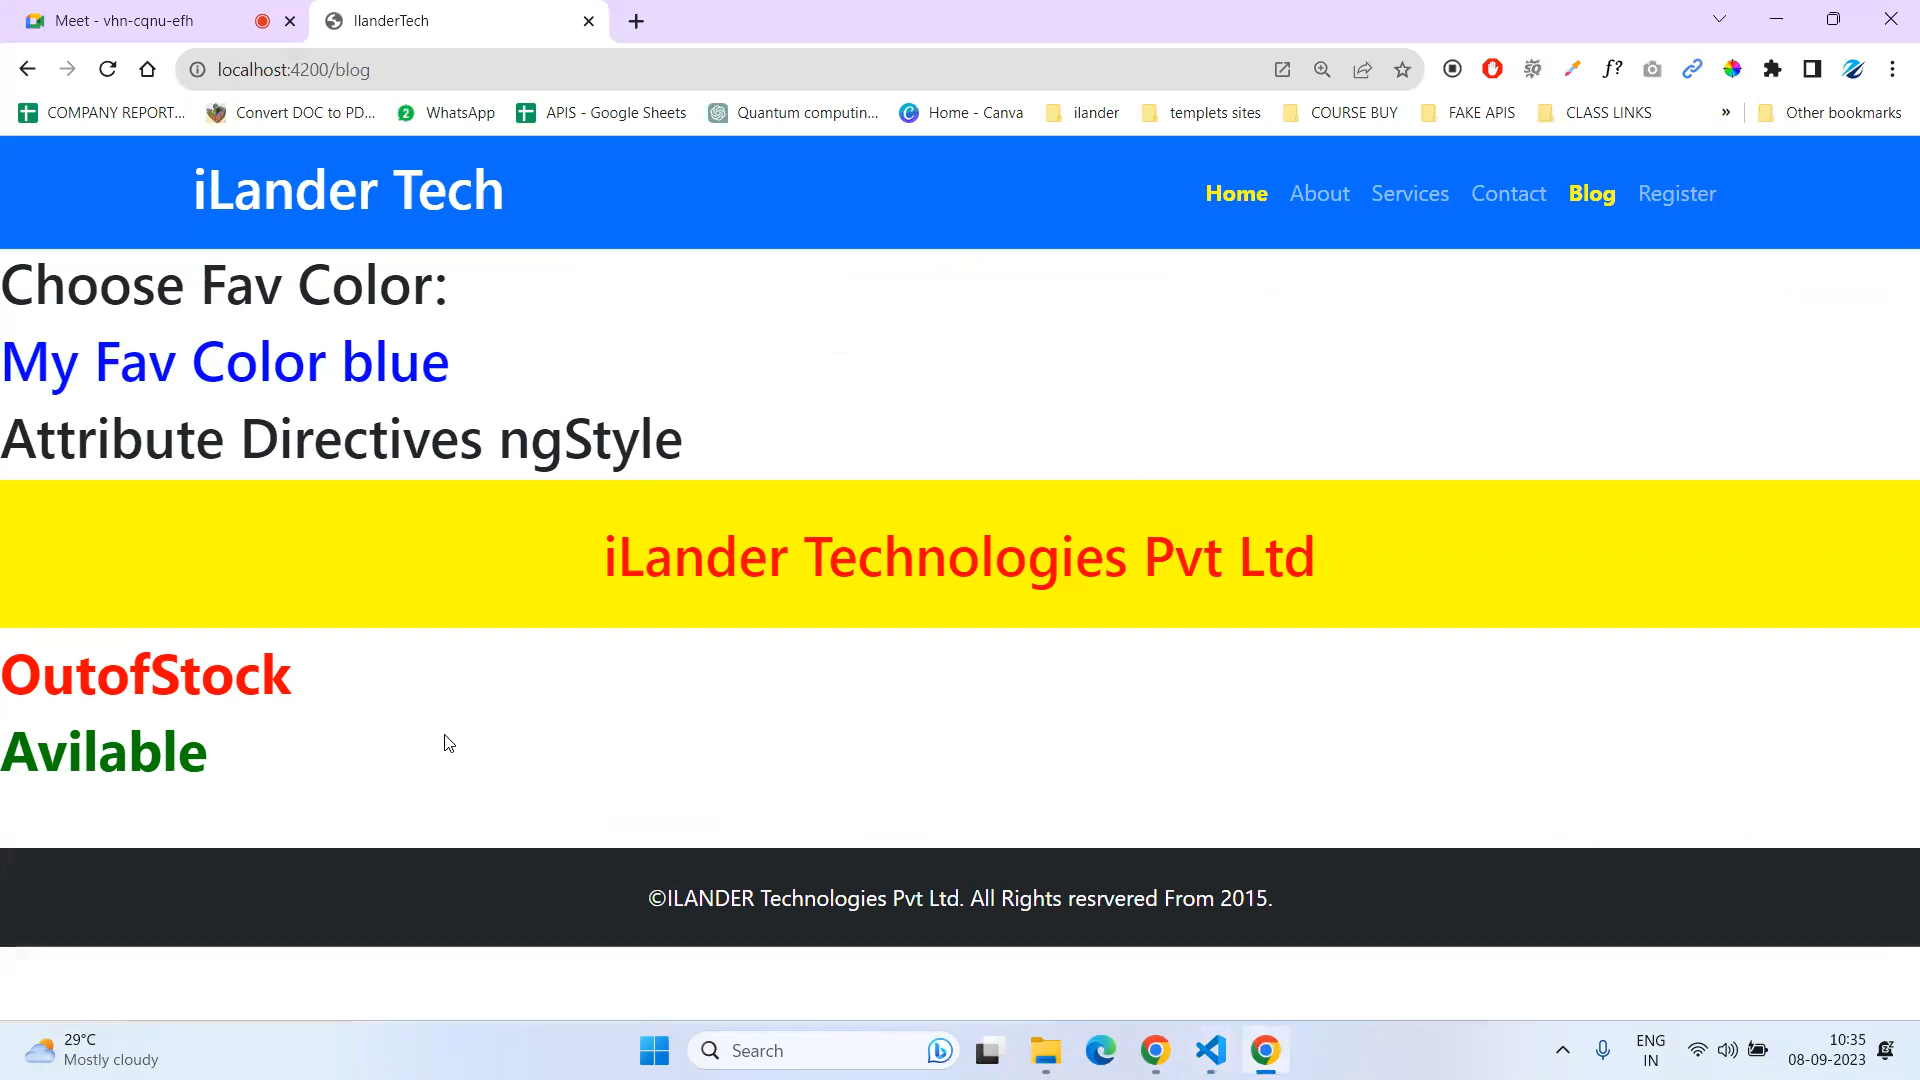 Meet - vhn-cqnu-efh
IlanderTech
localhost:4200/blog
COMPANY REPORT...
Convert DOC to PD...
WhatsApp
APIS - Google Sheets
Quantum computin...
Home - Canva
ilander
templets sites
COURSE BUY
FAKE APIS
CLASS LINKS
»
Other bookmarks
iLander Tech
Home About Services Contact Blog Register
Choose Fav Color:
My Fav Color blue
Attribute Directives ngStyle
iLander Technologies Pvt Ltd
OutofStock
Avilable
©ILANDER Technologies Pvt Ltd. All Rights resrvered From 2015.
29°C
Mostly cloudy
Search
ENG
IN
10:35
08-09-2023